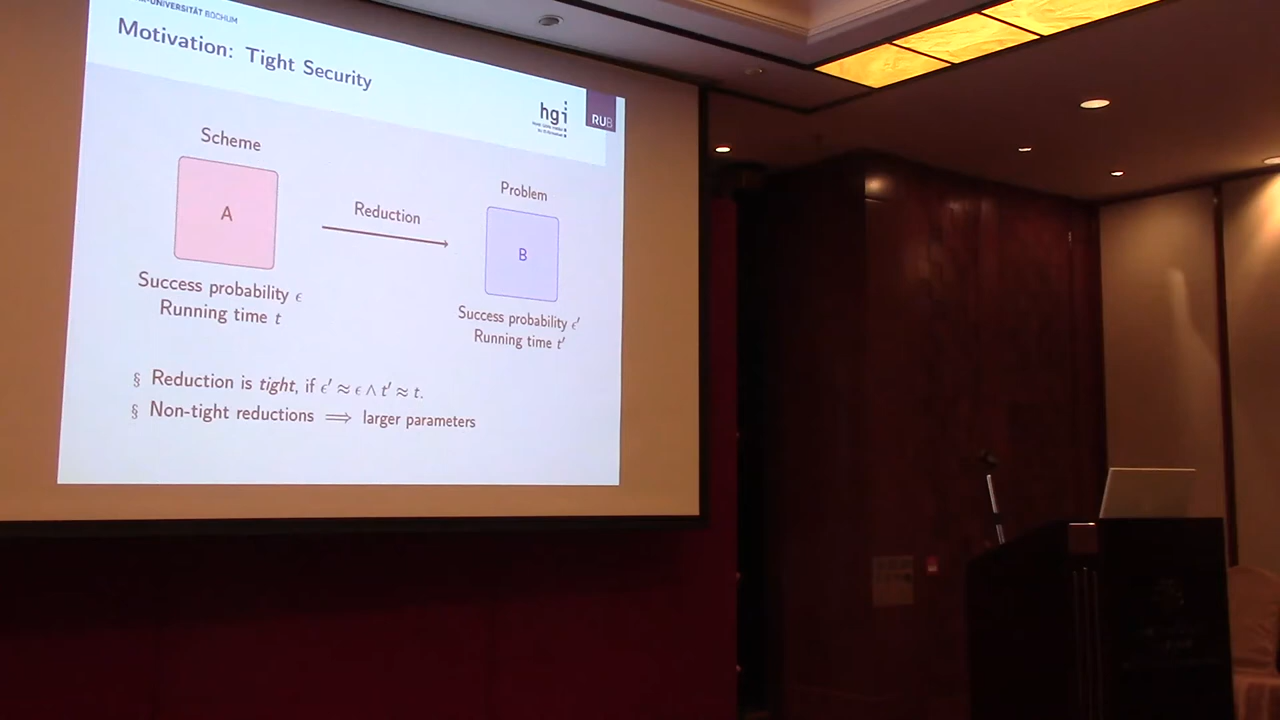 -UNIVERSITÄT BOCHUM
Motivation: Tight Security
hgi
RUB
Scheme
A
Success probability ϵ
Running time t
Reduction
Problem
B
Success probability ϵ′
Running time t′
§ Reduction is tight, if ϵ′ ≈ ϵ ∧ t′ ≈ t.
§ Non-tight reductions ⟹ larger parameters